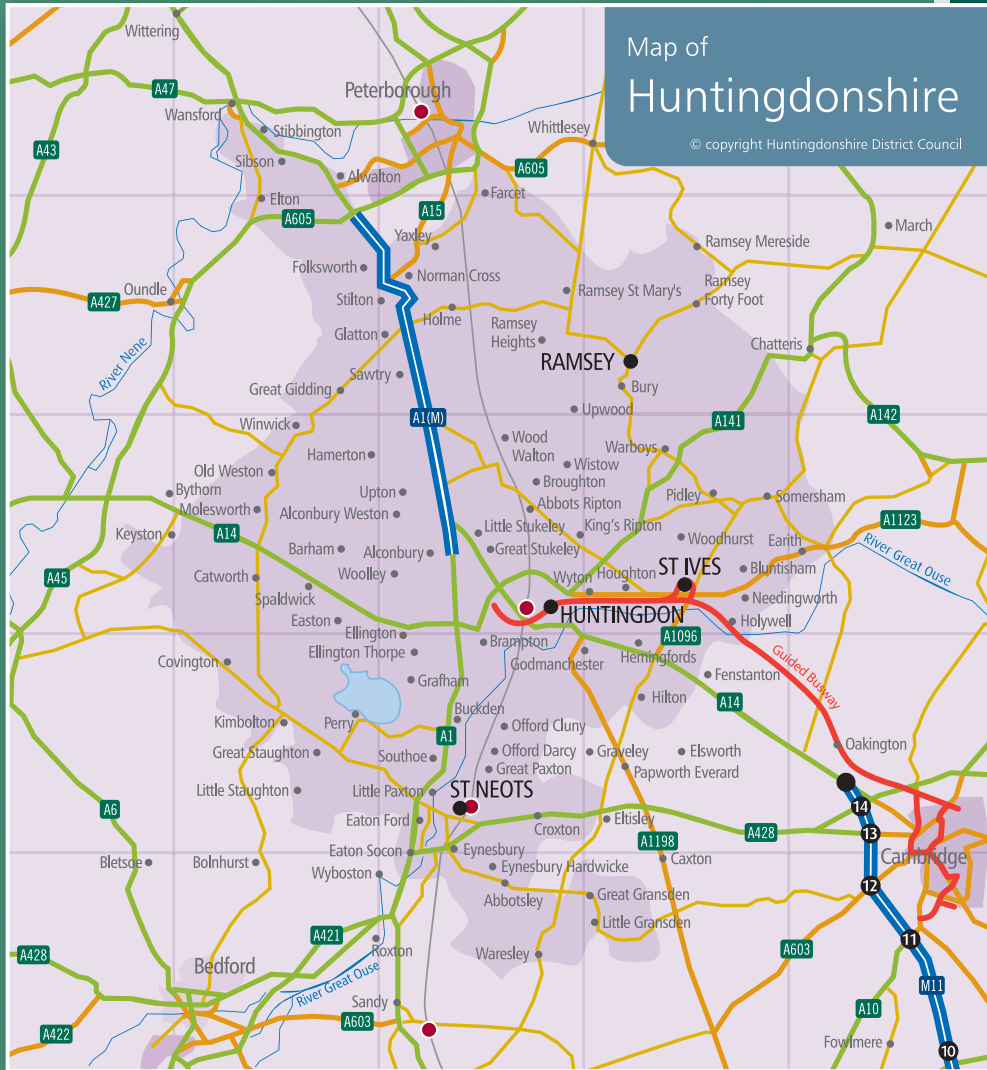 Map of
Huntingdonshire
© copyright Huntingdonshire District Council
Wittering
A47
Peterborough
Wansford
Stibbington
Whittlesey
A43
Sibson
Alwalton
A605
Elton
Farcet
A605
A15
March
Yaxley
Ramsey Mereside
Folksworth
Norman Cross
Oundle
Ramsey
Forty Foot
A427
Stilton
Ramsey St Mary's
Holme
Glatton
Ramsey
Heights
Chatteris
River Nene
RAMSEY
Sawtry
Great Gidding
Bury
A1(M)
Upwood
A141
A142
Winwick
Wood
Walton
Warboys
Hamerton
Wistow
Old Weston
Broughton
Bythorn
Upton
Pidley
Somersham
Molesworth
Abbots Ripton
Alconbury Weston
A1123
Keyston
A14
Little Stukeley
King's Ripton
Woodhurst
Earith
Barham
Alconbury
Great Stukeley
River Great Ouse
A45
Catworth
Woolley
Wyton
Houghton
ST IVES
Bluntisham
Spaldwick
Needingworth
HUNTINGDON
Easton
Holywell
Ellington
Brampton
A1096
Ellington Thorpe
Godmanchester
Hemingfords
Guided Busway
Covington
Grafham
Fenstanton
Hilton
A14
Buckden
Kimbolton
Perry
Offord Cluny
A1
Oakington
Great Staughton
Southoe
Offord Darcy
Graveley
Elsworth
Great Paxton
Papworth Everard
Little Staughton
Little Paxton
ST NEOTS
A6
14
Eaton Ford
Croxton
Eltisley
A428
13
A1198
Eaton Socon
Eynesbury
Cambridge
Bletsoe
Bolnhurst
Caxton
Wyboston
Eynesbury Hardwicke
12
Abbotsley
Great Gransden
Little Gransden
A421
11
A428
Roxton
Waresley
A603
Bedford
River Great Ouse
M11
Sandy
A10
A422
A603
Fowlmere
10